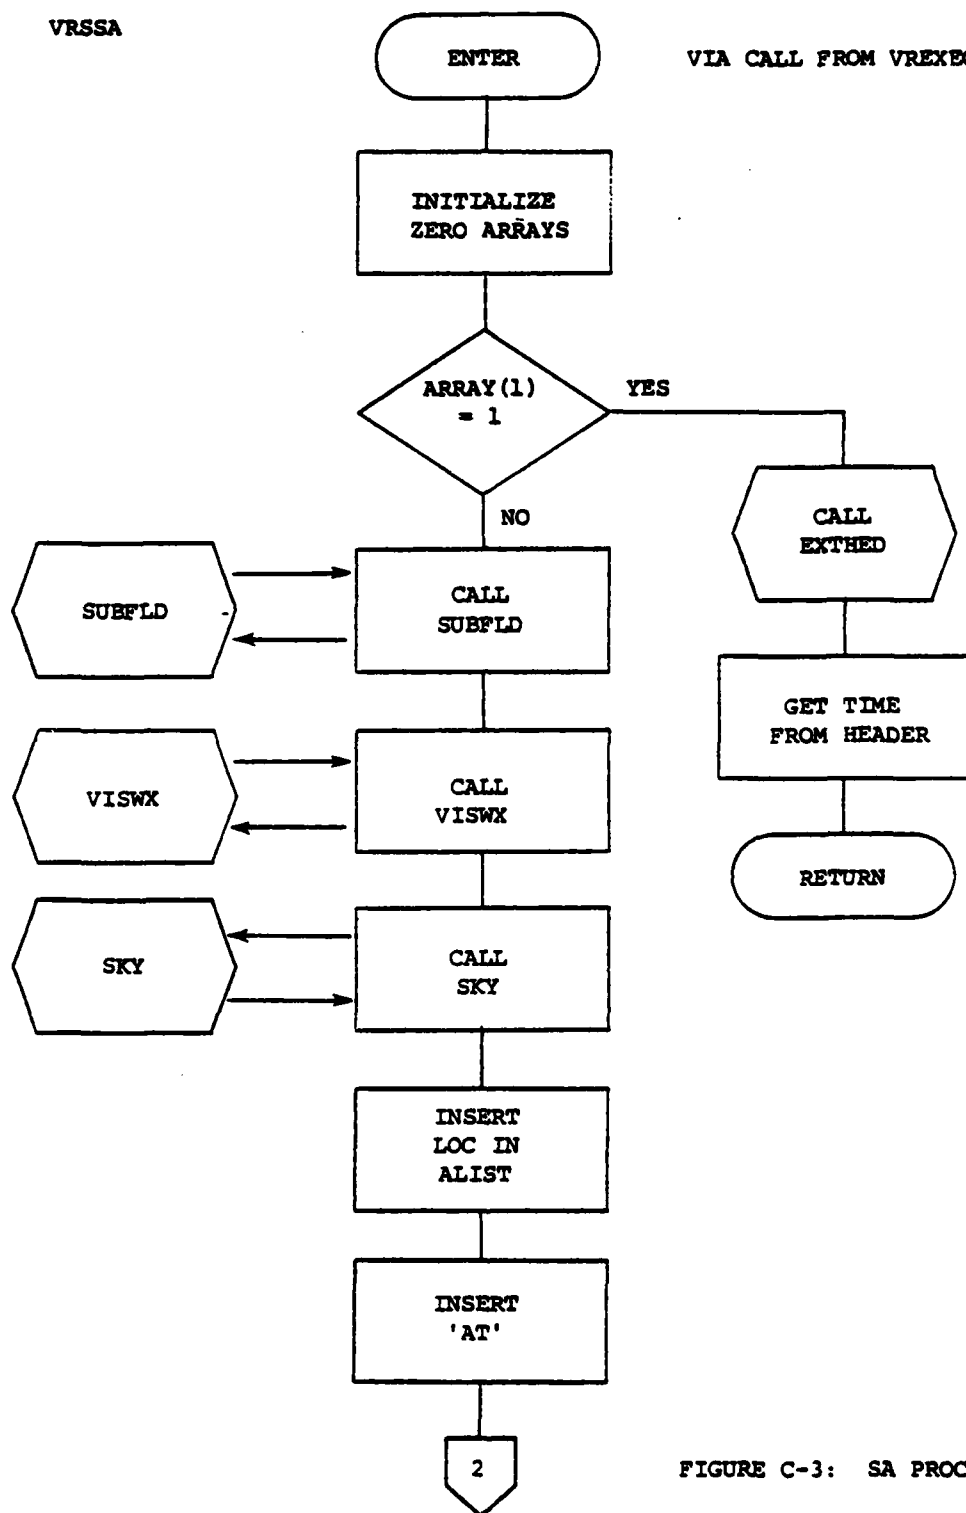 VRSSA
ENTER
VIA CALL FROM VREXEC
INITIALIZE
ZERO ARRAYS
ARRAY(1)
= 1
YES
NO
CALL
EXTHED
SUBFLD
CALL
SUBFLD
GET TIME
FROM HEADER
VISWX
CALL
VISWX
RETURN
SKY
CALL
SKY
INSERT
LOC IN
ALIST
INSERT
'AT'
2
FIGURE C-3: SA PROC